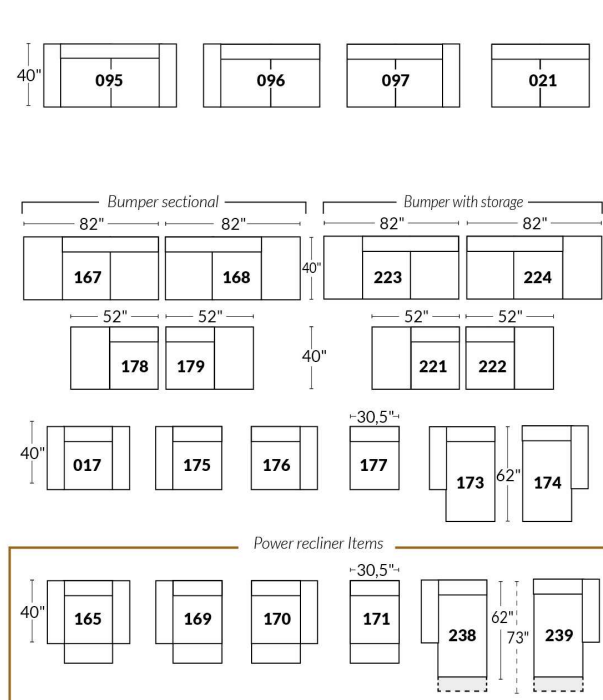 40" 095 096 097 021
Bumper sectional Bumper with storage
82" 82" 82" 82"
167 168 40" 223 224
52" 52" 52" 52"
178 179 40" 221 222
30,5"
40" 017 175 176 177 173 62" 174
Power recliner Items
30,5"
40" 165 169 170 171 238 62" 73" 239